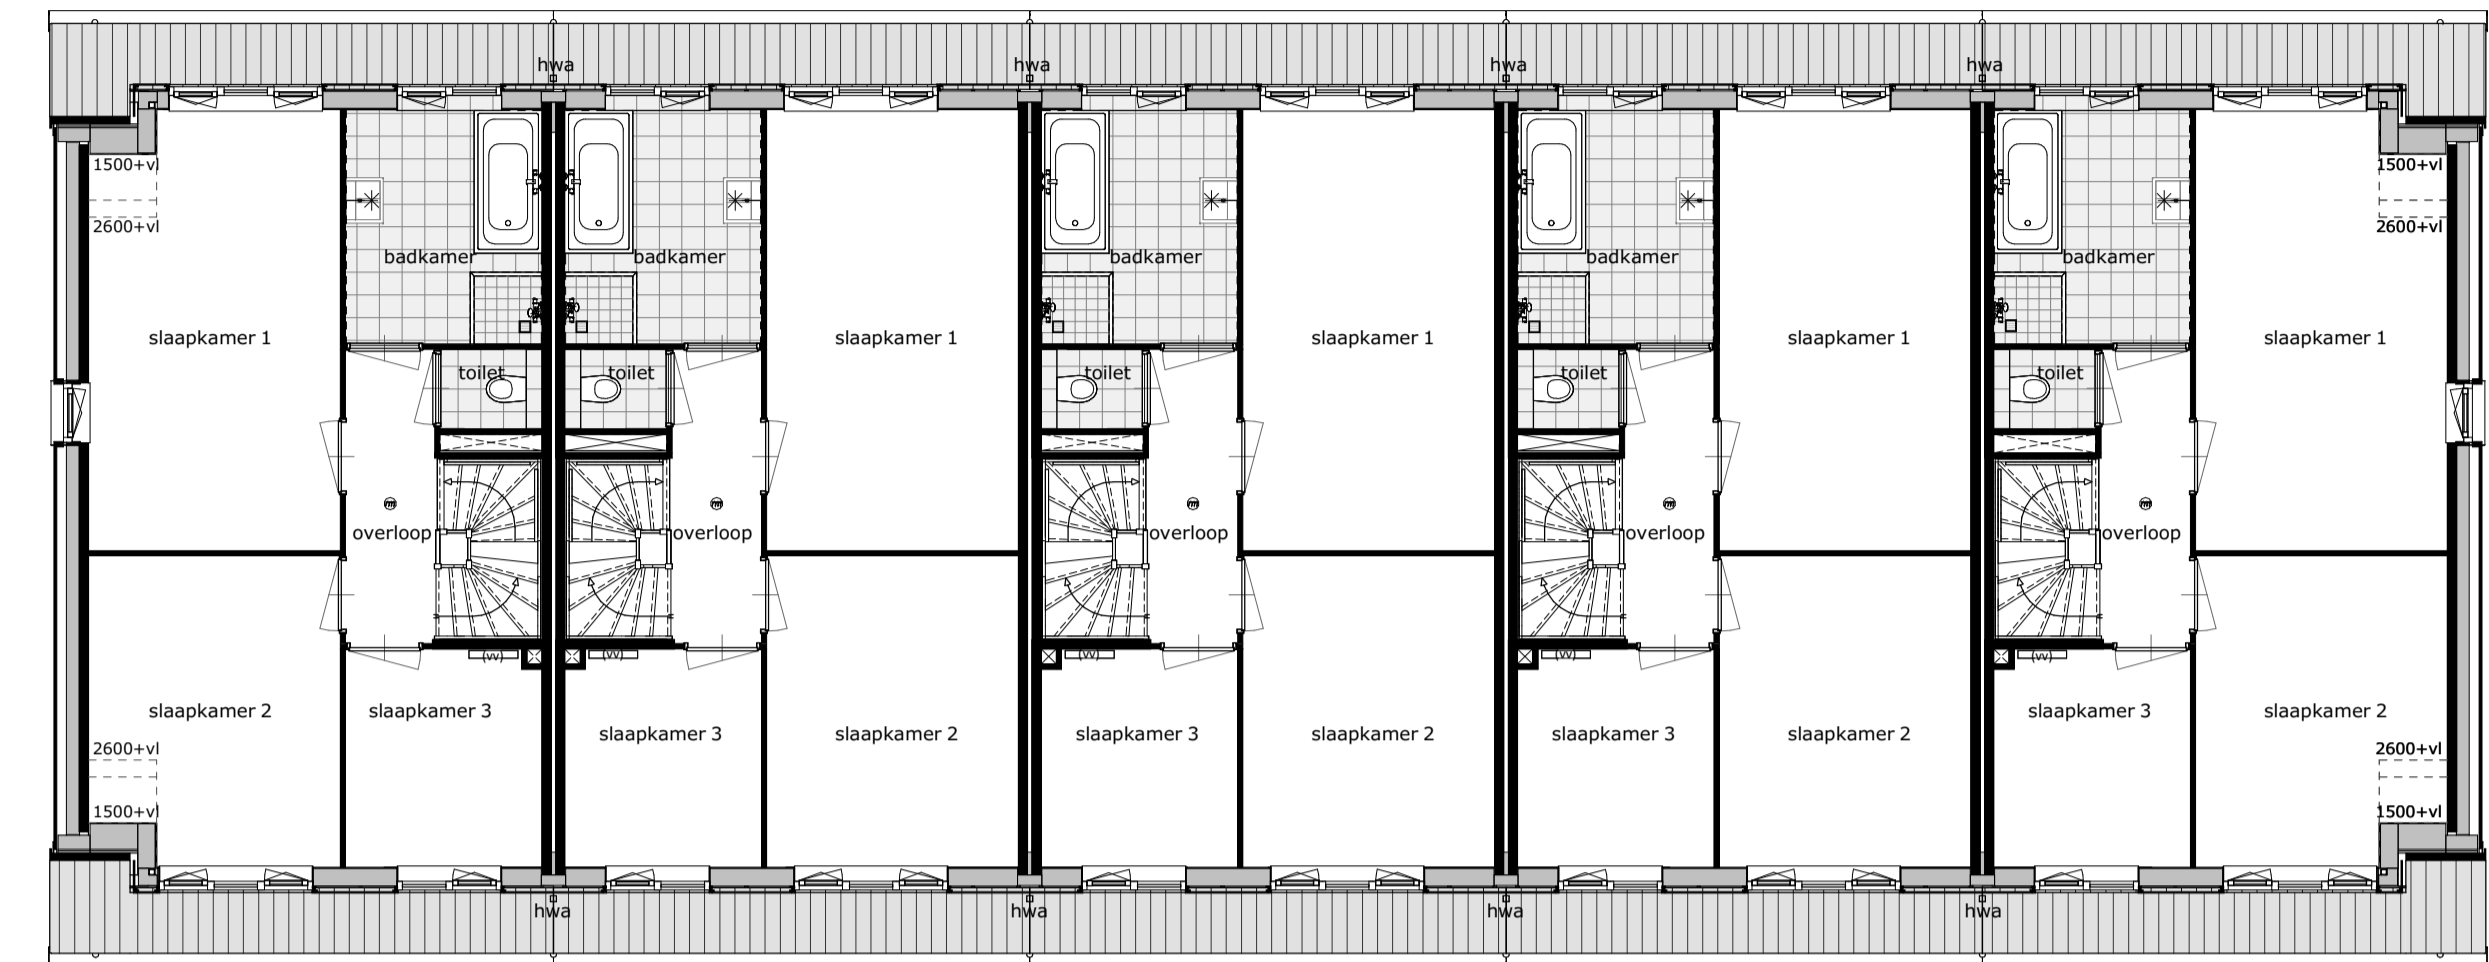 hwa hwa hwa hwa
1500+vl 1500+vl
2600+vl 2600+vl
badkamer badkamer badkamer badkamer badkamer
slaapkamer 1 slaapkamer 1 slaapkamer 1 slaapkamer 1 slaapkamer 1
toilet toilet toilet toilet toilet
overloop overloop overloop overloop overloop
(vv) (vv) (vv) (vv) (vv)
slaapkamer 2 slaapkamer 3 slaapkamer 3 slaapkamer 2
slaapkamer 3 slaapkamer 2 slaapkamer 3 slaapkamer 2 slaapkamer 3 slaapkamer 2
2600+vl 2600+vl
1500+vl 1500+vl
hwa hwa hwa hwa